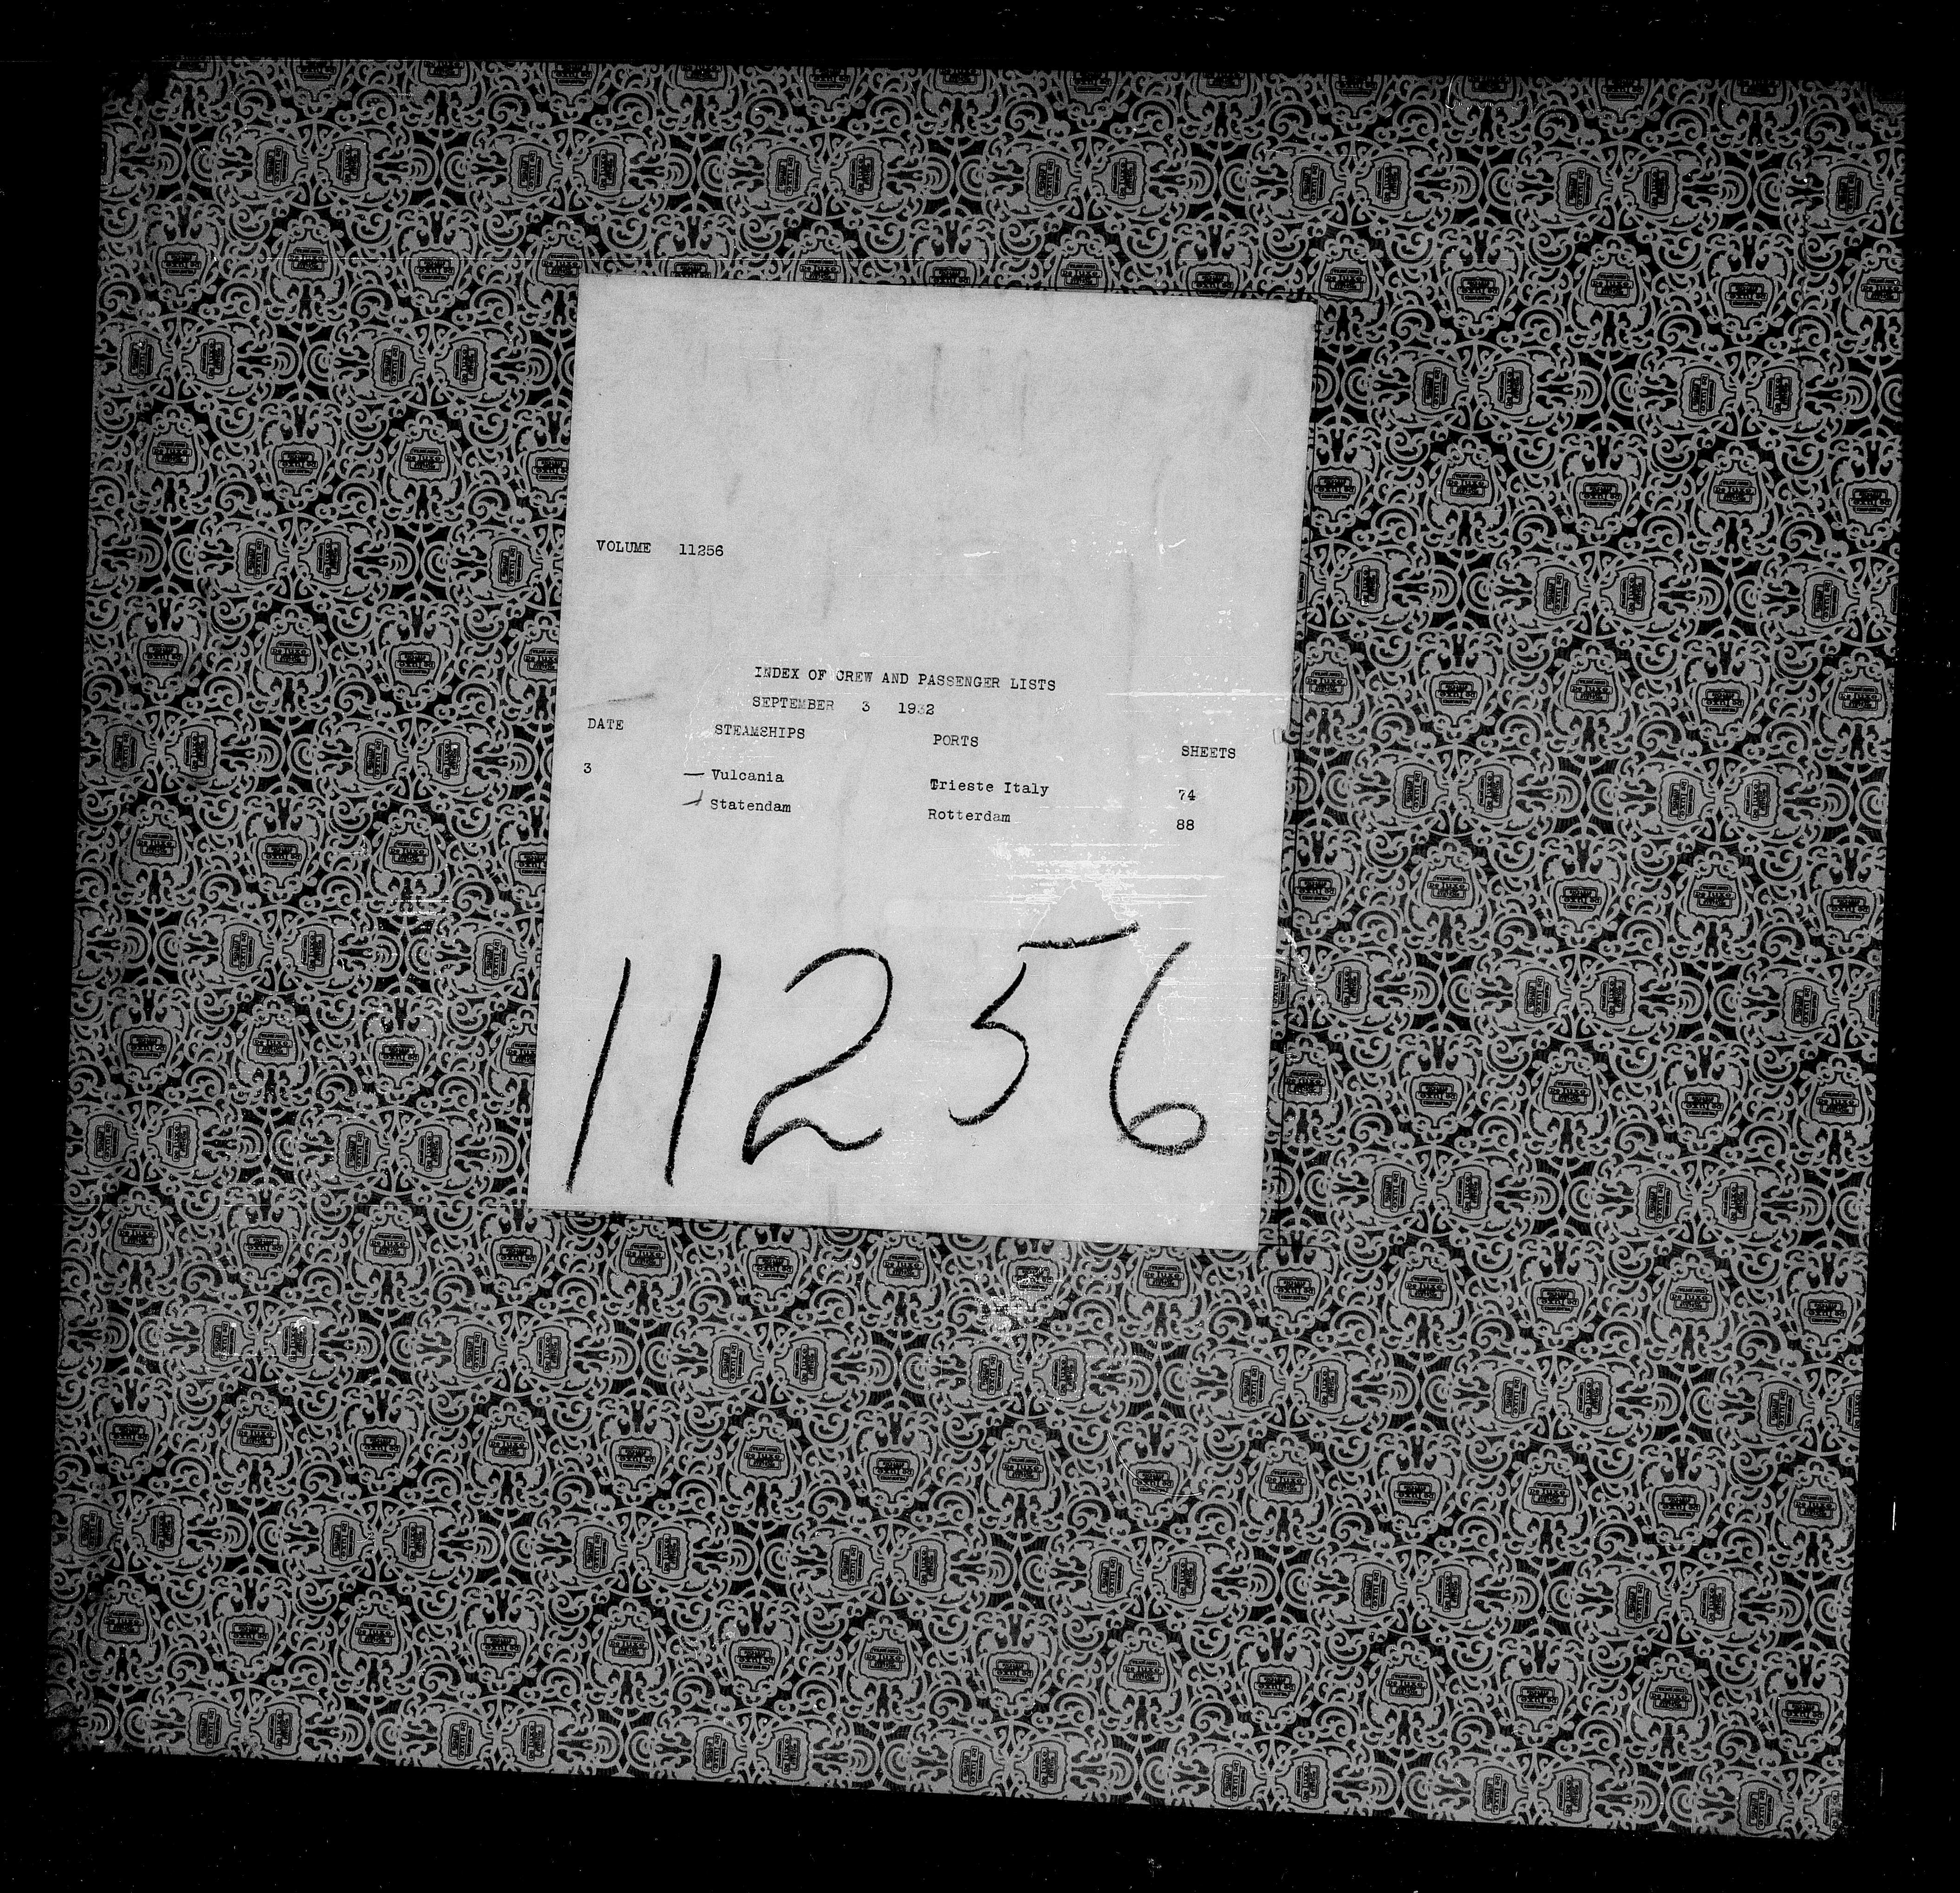 VOLUME 11256
INDEX OF CREW AND PASSENGER LISTS
SEPTEMBER 3 1932
DATE STEAMSHIPS PORTS SHEETS
3 — Vulcania Trieste Italy 74
Statendam Rotterdam 88
11256